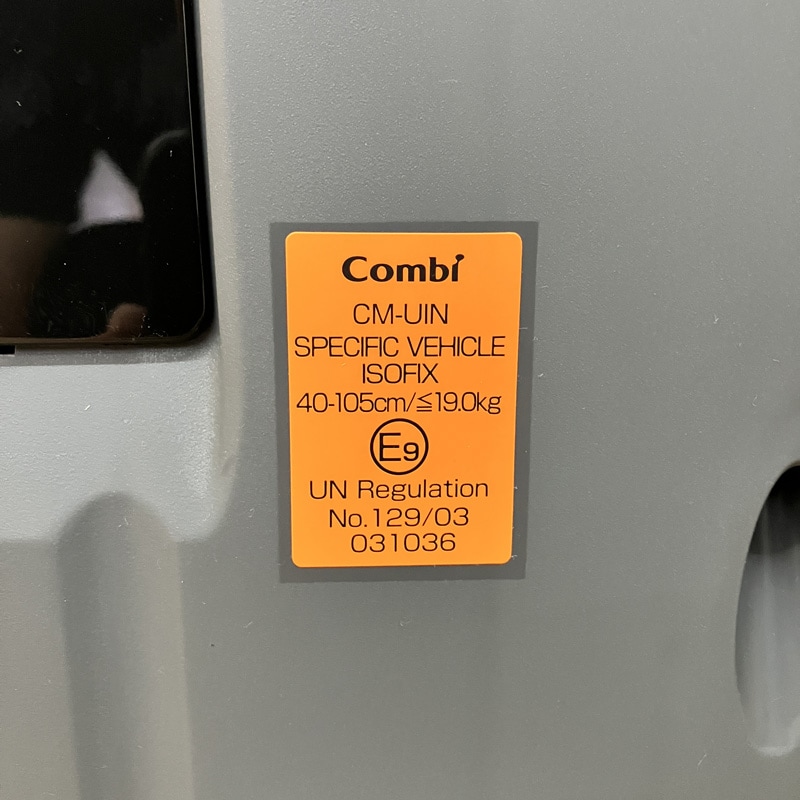 Combi
CM-UIN
SPECIFIC VEHICLE
ISOFIX
40-105cm/≦19.0kg
E9
UN Regulation
No.129/03
031036